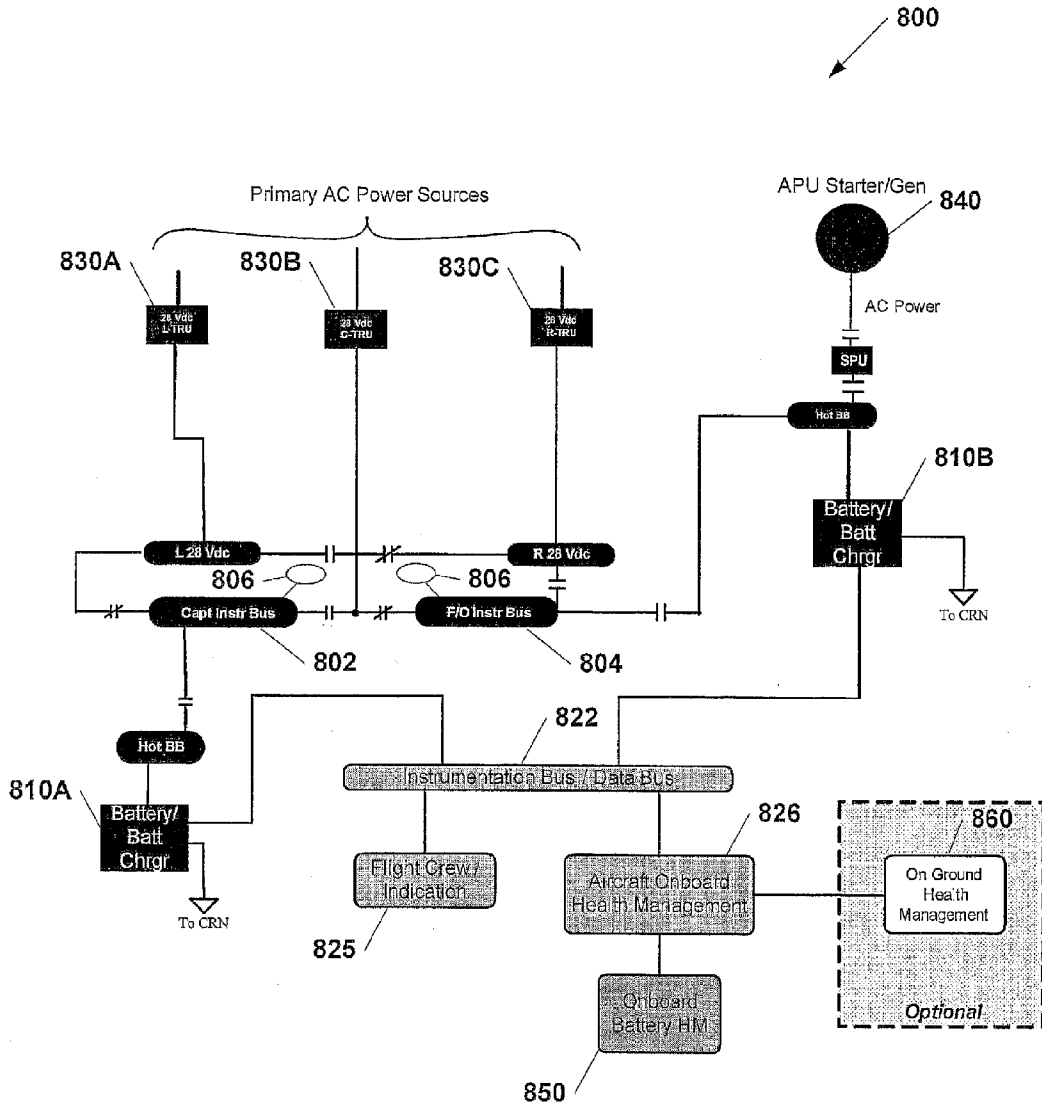 800
Primary AC Power Sources
APU Starter/Gen
840
830A
830B
830C
28 Vdc
L-TRU
28 Vdc
C-TRU
28 Vdc
R-TRU
AC Power
SPU
Hot BB
810B
Battery/
Batt
Chrgr
L 28 Vdc
R 28 Vdc
806
806
Capt Instr Bus
F/O Instr Bus
To CRN
802
804
822
Hot BB
Instrumentation Bus / Data Bus
810A
Battery/
Batt
Chrgr
826
860
Flight Crew /
Indication
Aircraft Onboard
Health Management
On Ground
Health
Management
To CRN
825
Onboard
Battery HM
Optional
850